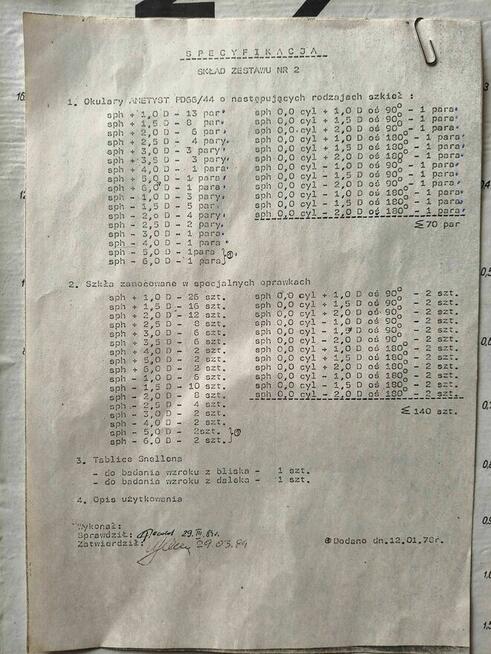 SPECYFIKACJA
SKŁAD ZESTAWU NR 2
1. Okulary AMETYST PD66/44 o następujących rodzajach szkieł :
sph + 1,0 D - 13 par
sph + 1,5 D - 8 par
sph + 2,0 D - 6 par
sph + 2,5 D - 4 pary
sph + 3,0 D - 3 pary
sph + 3,5 D - 3 pary
sph + 4,0 D - 1 para
sph + 5,0 D - 1 para
sph + 6,0 D - 1 para
sph - 1,0 D - 3 pary
sph - 1,5 D - 5 par
sph - 2,0 D - 4 pary
sph - 2,5 D - 2 pary
sph - 3,0 D - 1 para
sph - 4,0 D - 1 para
sph - 5,0 D - 1para
sph - 6,0 D - 1 para
sph 0,0 cyl + 1,0 D oś 90° - 1 para
sph 0,0 cyl + 1,5 D oś 90° - 1 para
sph 0,0 cyl + 2,0 D oś 90° - 1 para
sph 0,0 cyl + 1,0 D oś 180° - 1 para
sph 0,0 cyl + 1,5 D oś 180° - 1 para
sph 0,0 cyl + 2,0 D oś 180° - 1 para
sph 0,0 cyl - 1,0 D oś 90° - 1 para
sph 0,0 cyl - 1,5 D oś 90° - 1 para
sph 0,0 cyl - 2,0 D oś 90° - 1 para
sph 0,0 cyl - 1,0 D oś 180° - 1 para
sph 0,0 cyl - 1,5 D oś 180° - 1 para
sph 0,0 cyl - 2,0 D oś 180° - 1 para
≤ 70 par
2. Szkła zamocowane w specjalnych oprawkach
sph + 1,0 D - 26 szt.
sph + 1,5 D - 16 szt.
sph + 2,0 D - 12 szt.
sph + 2,5 D - 8 szt.
sph + 3,0 D - 6 szt.
sph + 3,5 D - 6 szt.
sph + 4,0 D - 2 szt.
sph + 5,0 D - 2 szt.
sph + 6,0 D - 2 szt.
sph - 1,0 D - 6 szt.
sph - 1,5 D - 10 szt.
sph - 2,0 D - 8 szt.
sph - 2,5 D - 4 szt.
sph - 3,0 D - 2 szt.
sph - 4,0 D - 2 szt.
sph - 5,0 D - 2szt.
sph - 6,0 D - 2 szt.
sph 0,0 cyl + 1,0 D oś 90° - 2 szt.
sph 0,0 cyl + 1,5 D oś 90° - 2 szt.
sph 0,0 cyl + 2,0 D oś 90° - 2 szt.
sph 0,0 cyl - 1,0 D oś 90° - 2 szt.
sph 0,0 cyl - 1,5 D oś 90° - 2 szt.
sph 0,0 cyl - 2,0 D oś 90° - 2 szt.
sph 0,0 cyl + 1,0 D oś 180° - 2 szt.
sph 0,0 cyl + 1,5 D oś 180° - 2 szt.
sph 0,0 cyl + 2,0 D oś 180° - 2 szt.
sph 0,0 cyl - 1,0 D oś 180° - 2 szt.
sph 0,0 cyl - 1,5 D oś 180° - 2 szt.
sph 0,0 cyl - 2,0 D oś 180° - 2 szt.
≤ 140 szt.
3. Tablice Snellena
- do badania wzroku z bliska - 1 szt.
- do badania wzroku z daleka - 1 szt.
4. Opis użytkowania
Wykonał:
Sprawdził: 29.III.84r.
Zatwierdził: 29.03.84
Dodano dn.12.01.78r.